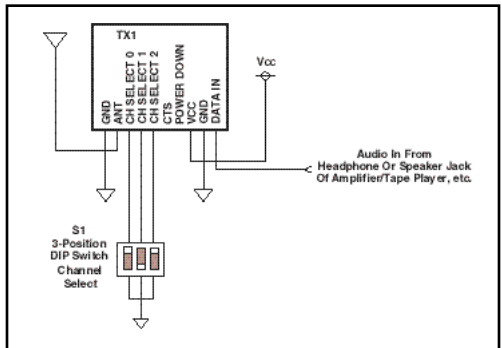 TX1
GND
ANT
CH SELECT 0
CH SELECT 1
CH SELECT 2
CTS
POWER DOWN
VCC
GND
DATA IN
Vcc
Audio In From
Headphone Or Speaker Jack
Of Amplifier/Tape Player, etc.
S1
3-Position
DIP Switch
Channel
Select